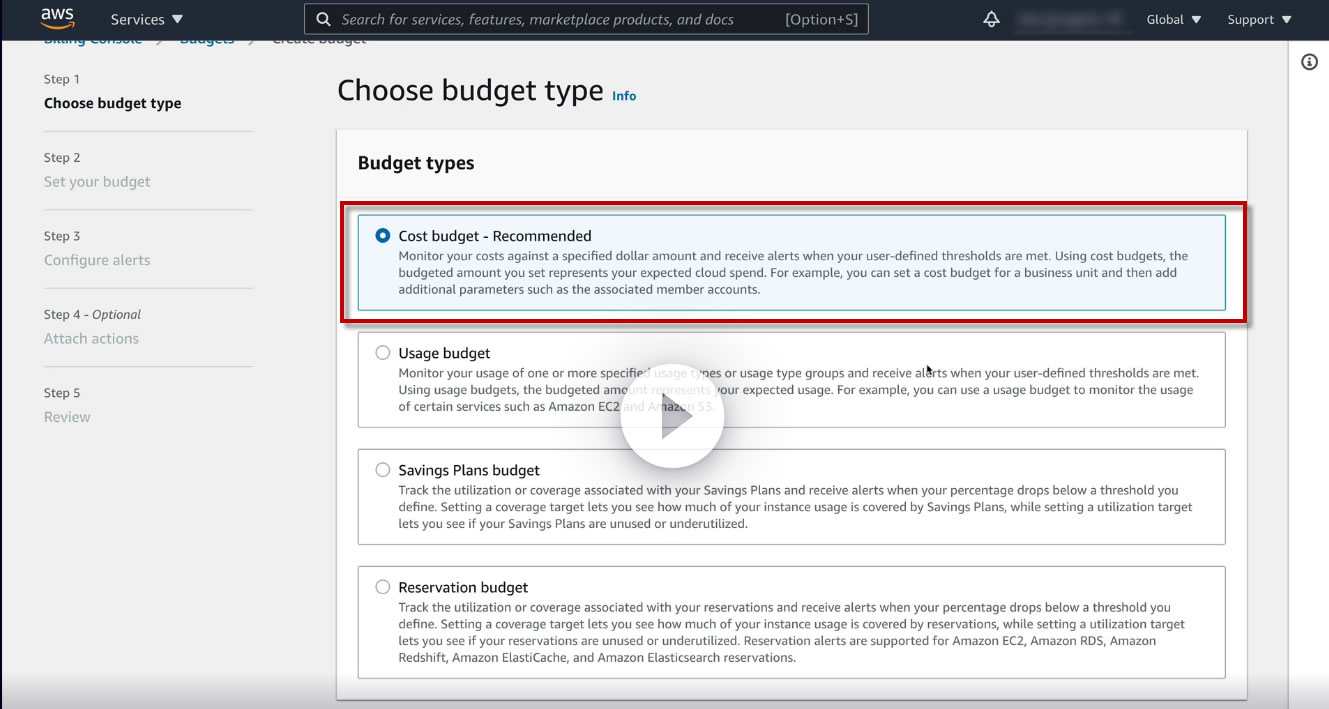 aws
Services
Search for services, features, marketplace products, and docs
[Option+S]
Global
Support
Billing Console
Budgets
Create budget
Step 1
Choose budget type
Step 2
Set your budget
Step 3
Configure alerts
Step 4 - Optional
Attach actions
Step 5
Review
Choose budget type Info
Budget types
Cost budget - Recommended
Monitor your costs against a specified dollar amount and receive alerts when your user-defined thresholds are met. Using cost budgets, the
budgeted amount you set represents your expected cloud spend. For example, you can set a cost budget for a business unit and then add
additional parameters such as the associated member accounts.
Usage budget
Monitor your usage of one or more specified usage types or usage type groups and receive alerts when your user-defined thresholds are met.
Using usage budgets, the budgeted amount represents your expected usage. For example, you can use a usage budget to monitor the usage
of certain services such as Amazon EC2 and Amazon S3.
Savings Plans budget
Track the utilization or coverage associated with your Savings Plans and receive alerts when your percentage drops below a threshold you
define. Setting a coverage target lets you see how much of your instance usage is covered by Savings Plans, while setting a utilization target
lets you see if your Savings Plans are unused or underutilized.
Reservation budget
Track the utilization or coverage associated with your reservations and receive alerts when your percentage drops below a threshold you
define. Setting a coverage target lets you see how much of your instance usage is covered by reservations, while setting a utilization target
lets you see if your reservations are unused or underutilized. Reservation alerts are supported for Amazon EC2, Amazon RDS, Amazon
Redshift, Amazon ElastiCache, and Amazon Elasticsearch reservations.